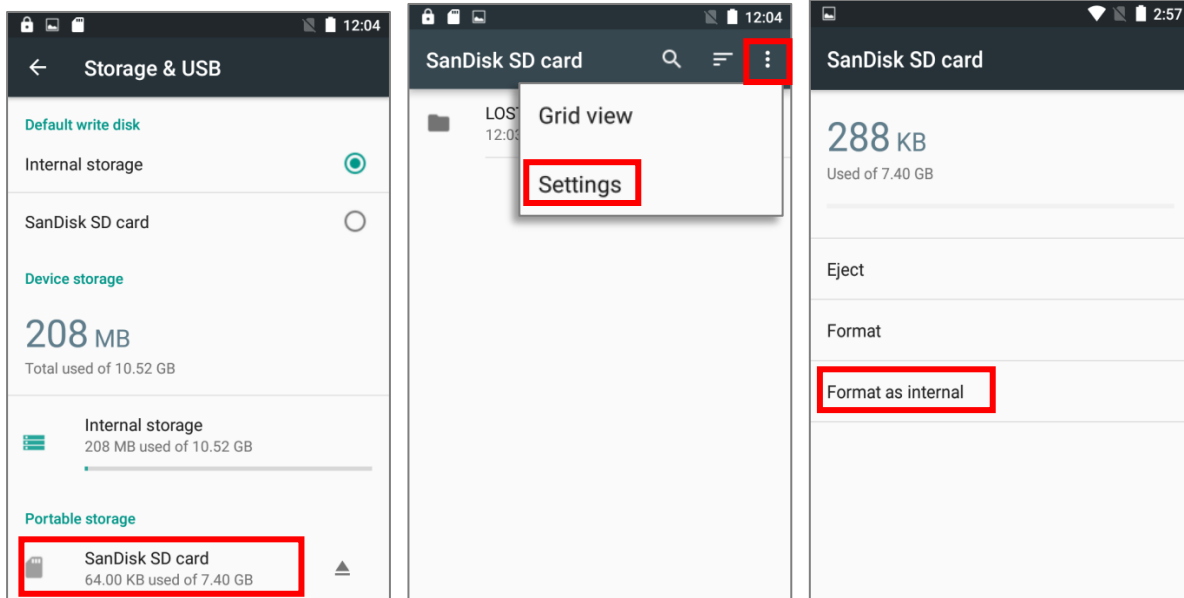 12:04
Storage & USB
Default write disk
Internal storage
SanDisk SD card
Device storage
208 MB
Total used of 10.52 GB
Internal storage
208 MB used of 10.52 GB
Portable storage
SanDisk SD card
64.00 KB used of 7.40 GB
12:04
SanDisk SD card
LOS
12:03
Grid view
Settings
2:57
SanDisk SD card
288 KB
Used of 7.40 GB
Eject
Format
Format as internal